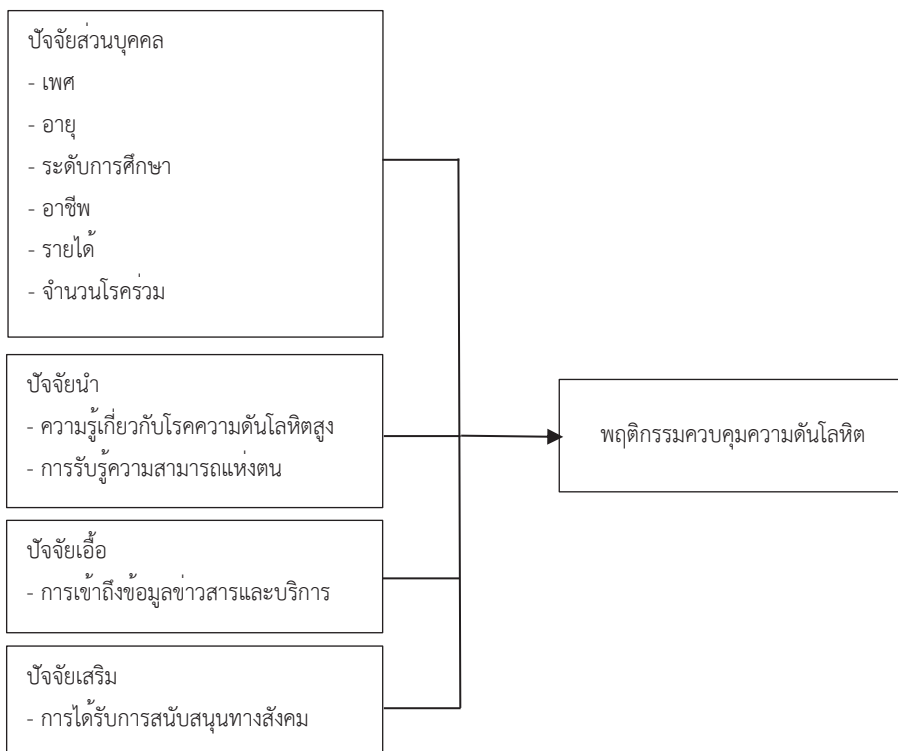 ปัจจัยส่วนบุคคล
- เพศ
- อายุ
- ระดับการศึกษา
- อาชีพ
- รายได้
- จำนวนโรคร่วม
ปัจจัยนำ
- ความรู้เกี่ยวกับโรคความดันโลหิตสูง
- การรับรู้ความสามารถแห่งตน
พฤติกรรมควบคุมความดันโลหิต
ปัจจัยเอื้อ
- การเข้าถึงข้อมูลข่าวสารและบริการ
ปัจจัยเสริม
- การได้รับการสนับสนุนทางสังคม